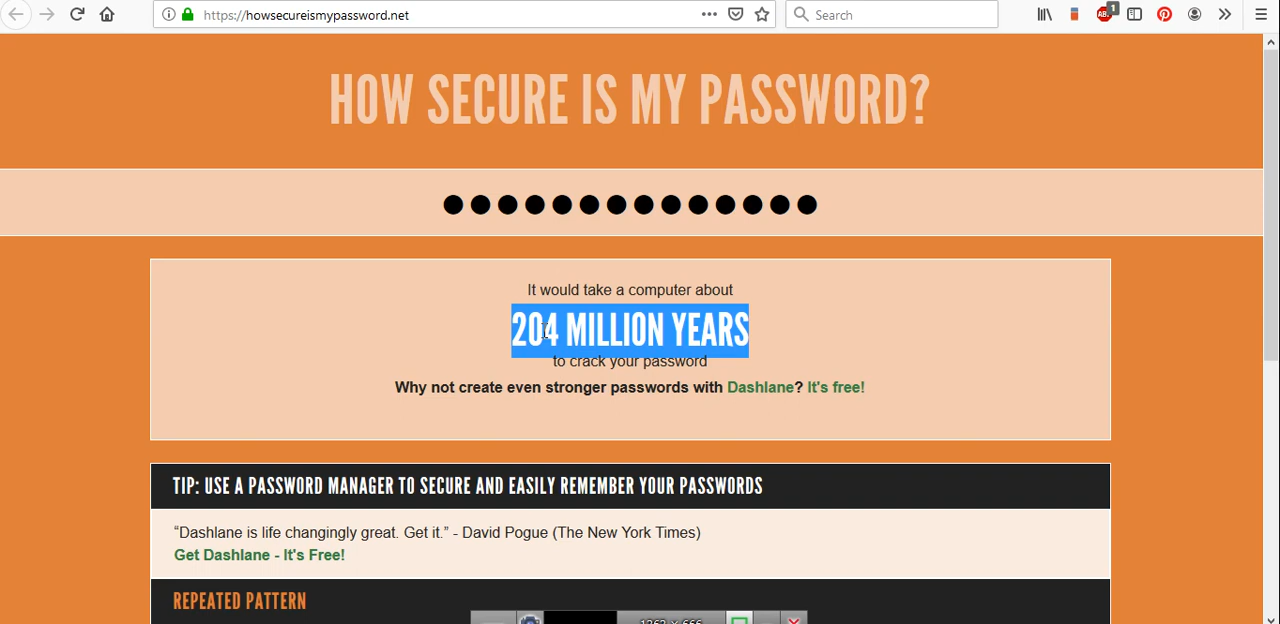 https://howsecureismypassword.net
Search
ABP 1
HOW SECURE IS MY PASSWORD?
It would take a computer about
204 MILLION YEARS
to crack your password
Why not create even stronger passwords with Dashlane? It's free!
TIP: USE A PASSWORD MANAGER TO SECURE AND EASILY REMEMBER YOUR PASSWORDS
“Dashlane is life changingly great. Get it.” - David Pogue (The New York Times)
Get Dashlane - It's Free!
REPEATED PATTERN